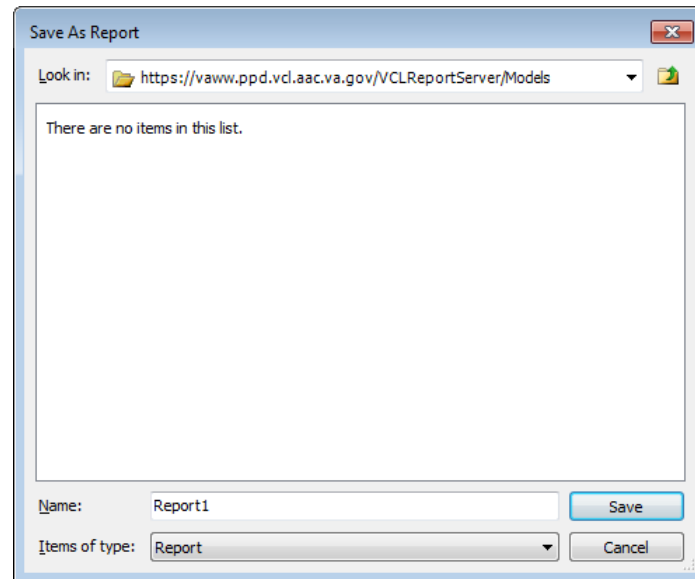 Save As Report
Look in: https://vaww.ppd.vcl.aac.va.gov/VCLReportServer/Models
There are no items in this list.
Name: Report1 Save
Items of type: Report Cancel